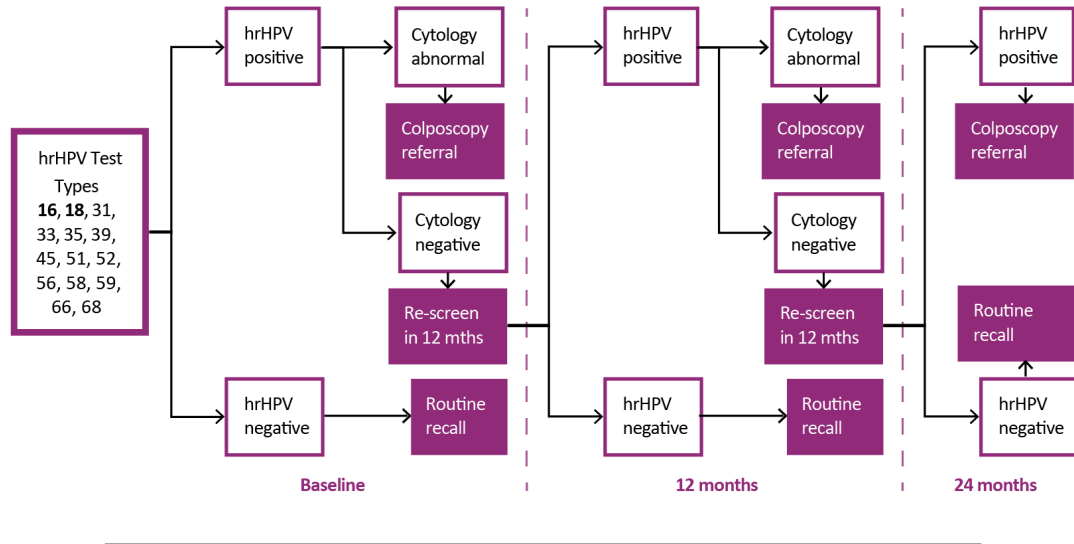 hrHPV Test
Types
16, 18, 31,
33, 35, 39,
45, 51, 52,
56, 58, 59,
66, 68
hrHPV
positive
Cytology
abnormal
Colposcopy
referral
Cytology
negative
Re-screen
in 12 mths
hrHPV
negative
Routine
recall
Baseline
hrHPV
positive
Cytology
abnormal
Colposcopy
referral
Cytology
negative
Re-screen
in 12 mths
hrHPV
negative
Routine
recall
12 months
hrHPV
positive
Colposcopy
referral
Routine
recall
hrHPV
negative
24 months